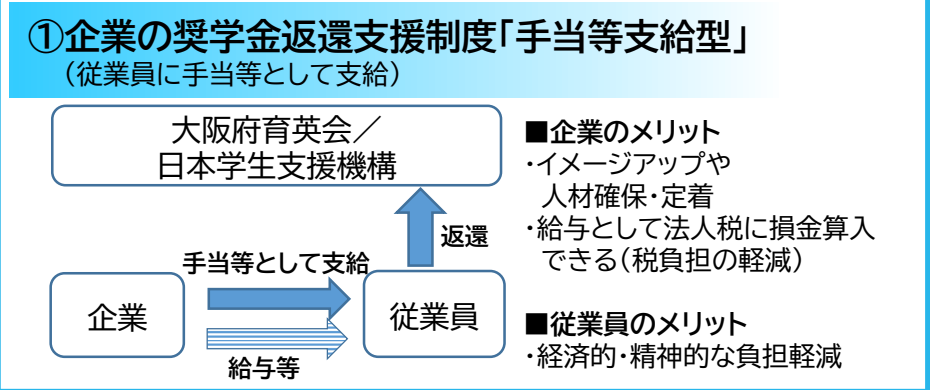 ①企業の奨学金返還支援制度「手当等支給型」
（従業員に手当等として支給）
大阪府育英会／
日本学生支援機構
返還
手当等として支給
企業
従業員
給与等
■企業のメリット
・イメージアップや
人材確保・定着
・給与として法人税に損金算入
できる（税負担の軽減）
■従業員のメリット
・経済的・精神的な負担軽減